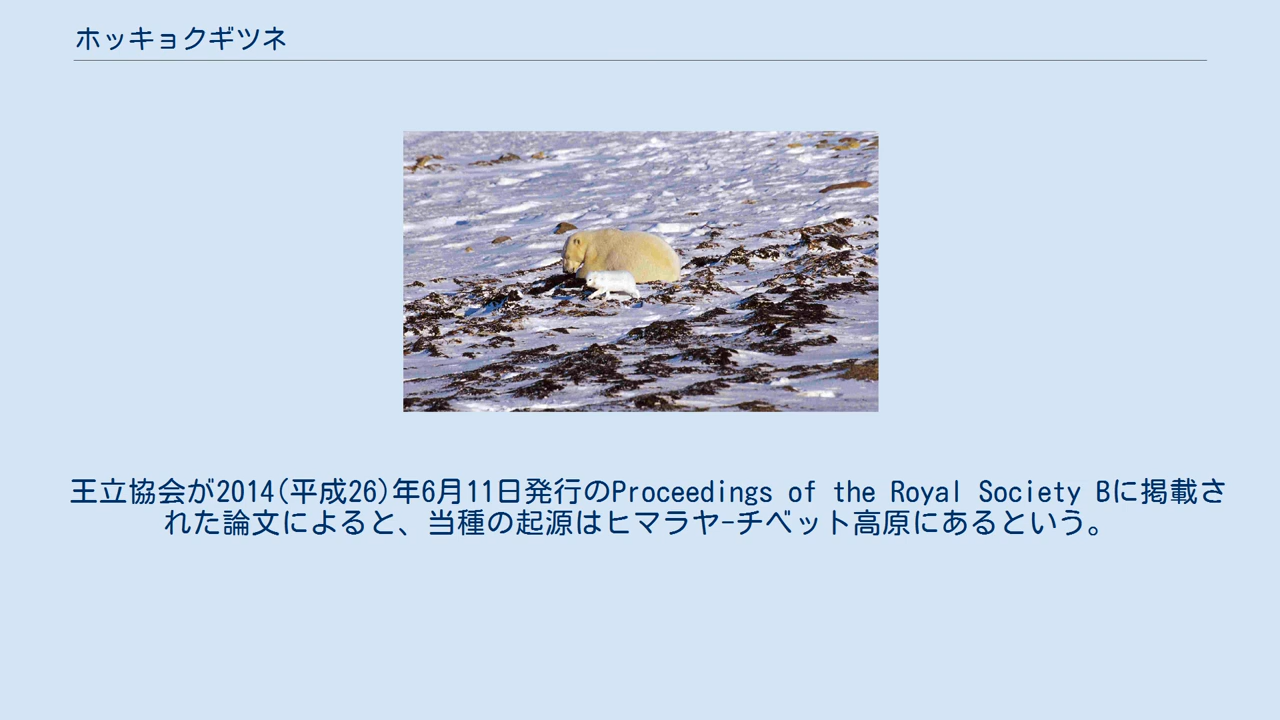 ホッキョクギツネ
王立協会が2014(平成26)年6月11日発行のProceedings of the Royal Society Bに掲載さ
れた論文によると、当種の起源はヒマラヤ-チベット高原にあるという。